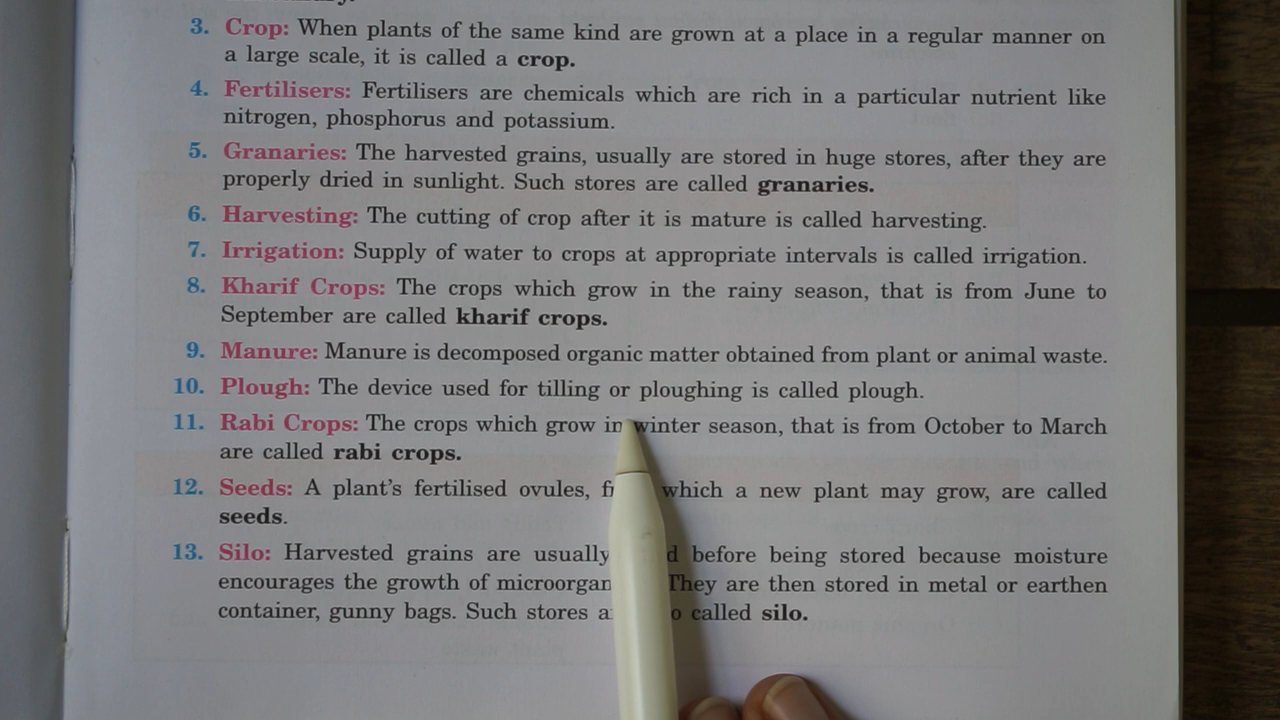 3. Crop: When plants of the same kind are grown at a place in a regular manner on
a large scale, it is called a crop.
4. Fertilisers: Fertilisers are chemicals which are rich in a particular nutrient like
nitrogen, phosphorus and potassium.
5. Granaries: The harvested grains, usually are stored in huge stores, after they are
properly dried in sunlight. Such stores are called granaries.
6. Harvesting: The cutting of crop after it is mature is called harvesting.
7. Irrigation: Supply of water to crops at appropriate intervals is called irrigation.
8. Kharif Crops: The crops which grow in the rainy season, that is from June to
September are called kharif crops.
9. Manure: Manure is decomposed organic matter obtained from plant or animal waste.
10. Plough: The device used for tilling or ploughing is called plough.
11. Rabi Crops: The crops which grow in winter season, that is from October to March
are called rabi crops.
12. Seeds: A plant's fertilised ovules, which a new plant may grow, are called
seeds.
13. Silo: Harvested grains are usually before being stored because moisture
encourages the growth of They are then stored in metal or earthen
container, gunny bags. Such stores called silo.